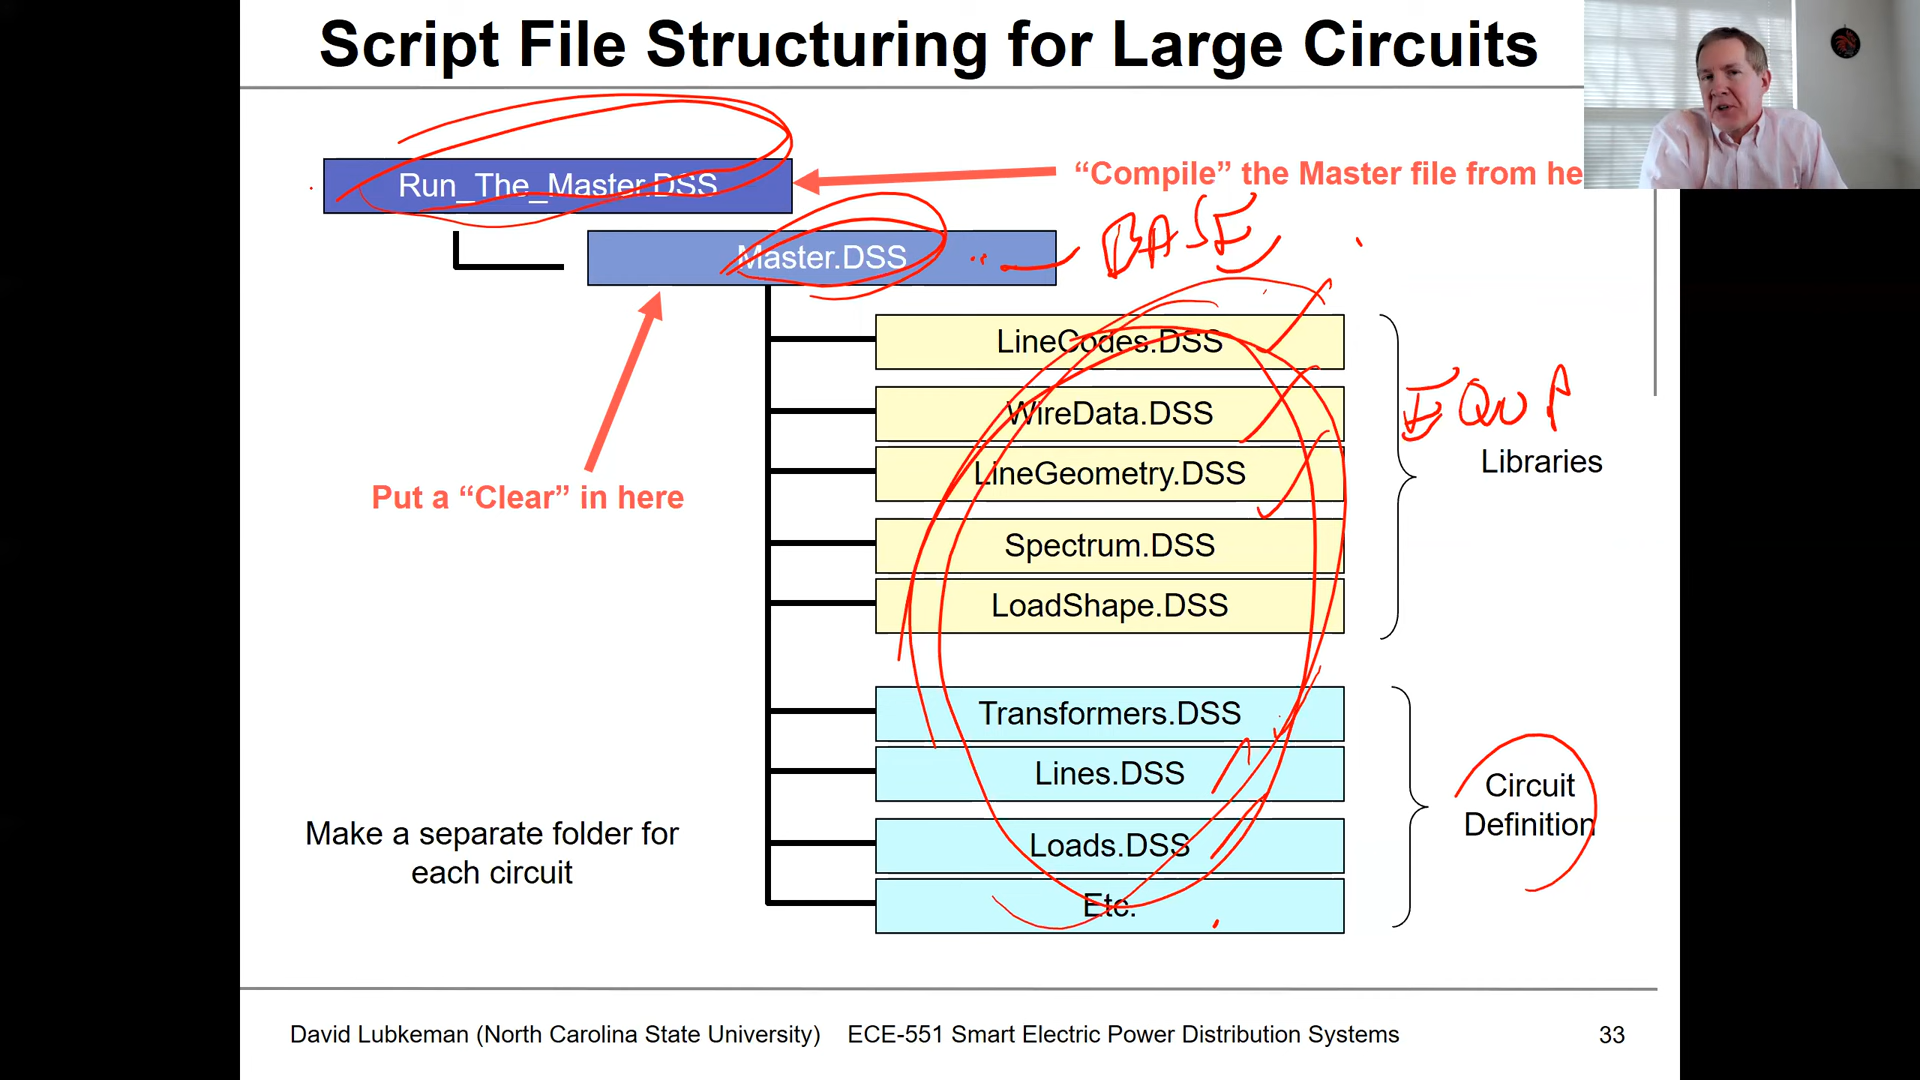 Script File Structuring for Large Circuits
Run_The_Master.DSS
“Compile” the Master file from he
Master.DSS
BASE
LineCodes.DSS
WireData.DSS
EQUP
LineGeometry.DSS
Libraries
Put a “Clear” in here
Spectrum.DSS
LoadShape.DSS
Transformers.DSS
Lines.DSS
Circuit
Definition
Make a separate folder for
each circuit
Loads.DSS
Etc.
David Lubkeman (North Carolina State University) ECE-551 Smart Electric Power Distribution Systems 33